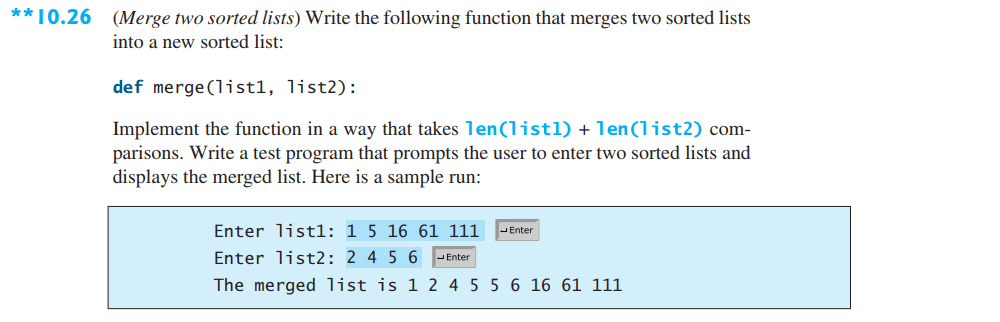 **10.26 (Merge two sorted lists) Write the following function that merges two sorted lists
into a new sorted list:
def merge(list1, list2):
Implement the function in a way that takes len(list1) + len(list2) com-
parisons. Write a test program that prompts the user to enter two sorted lists and
displays the merged list. Here is a sample run:
Enter list1: 1 5 16 61 111 ↵Enter
Enter list2: 2 4 5 6 ↵Enter
The merged list is 1 2 4 5 5 6 16 61 111